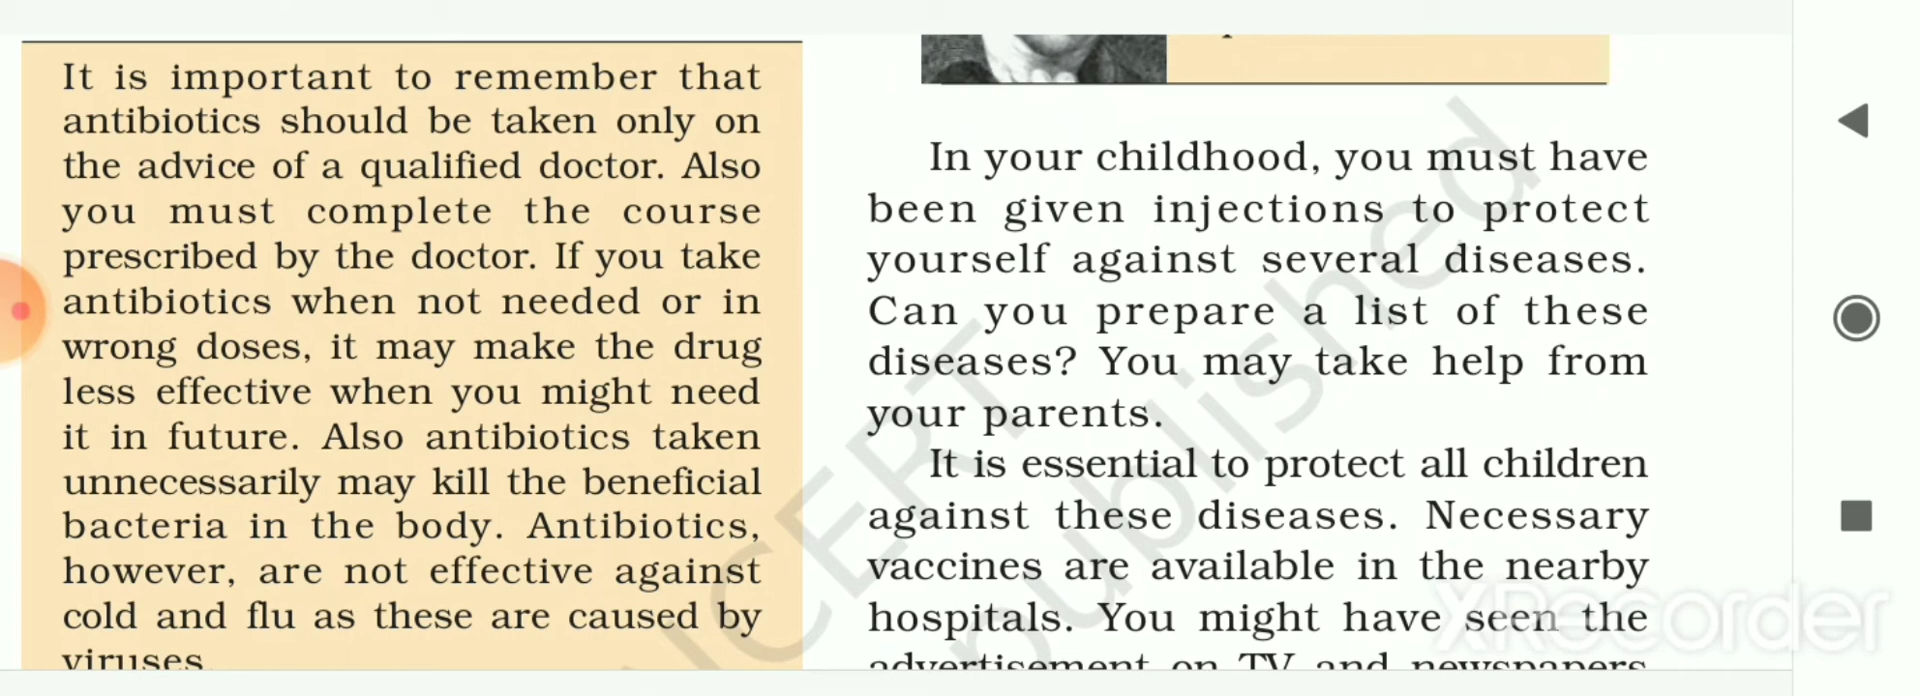 It is important to remember that
antibiotics should be taken only on
the advice of a qualified doctor. Also
you must complete the course
prescribed by the doctor. If you take
antibiotics when not needed or in
wrong doses, it may make the drug
less effective when you might need
it in future. Also antibiotics taken
unnecessarily may kill the beneficial
bacteria in the body. Antibiotics,
however, are not effective against
cold and flu as these are caused by
viruses.
In your childhood, you must have
been given injections to protect
yourself against several diseases.
Can you prepare a list of these
diseases? You may take help from
your parents.
It is essential to protect all children
against these diseases. Necessary
vaccines are available in the nearby
hospitals. You might have seen the
advertisement on TV and newspapers
NCERT
published
XRecorder